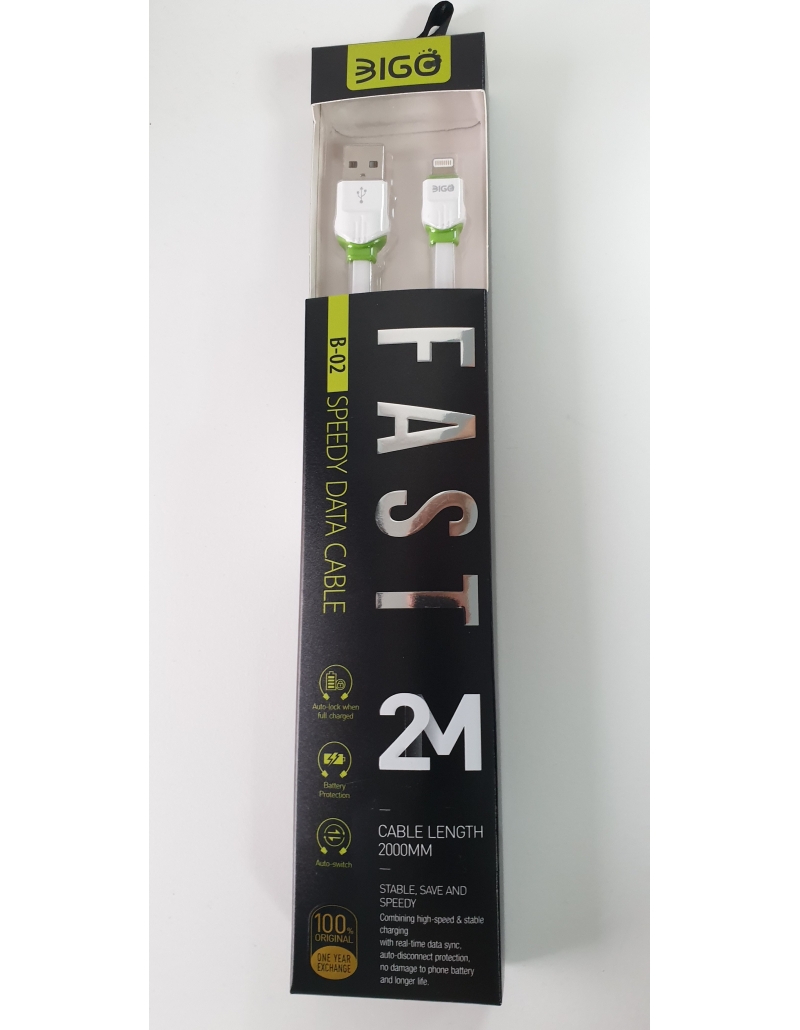 BIGO
BIGO
FAST
B-02 SPEEDY DATA CABLE
Auto-lock when
full charged
Battery
Protection
Auto-switch
2M
CABLE LENGTH
2000MM
STABLE, SAVE AND
SPEEDY
Combining high-speed & stable
charging
with real-time data sync,
auto-disconnect protection,
no damage to phone battery
and longer life.
100%
ORIGINAL
ONE YEAR
EXCHANGE